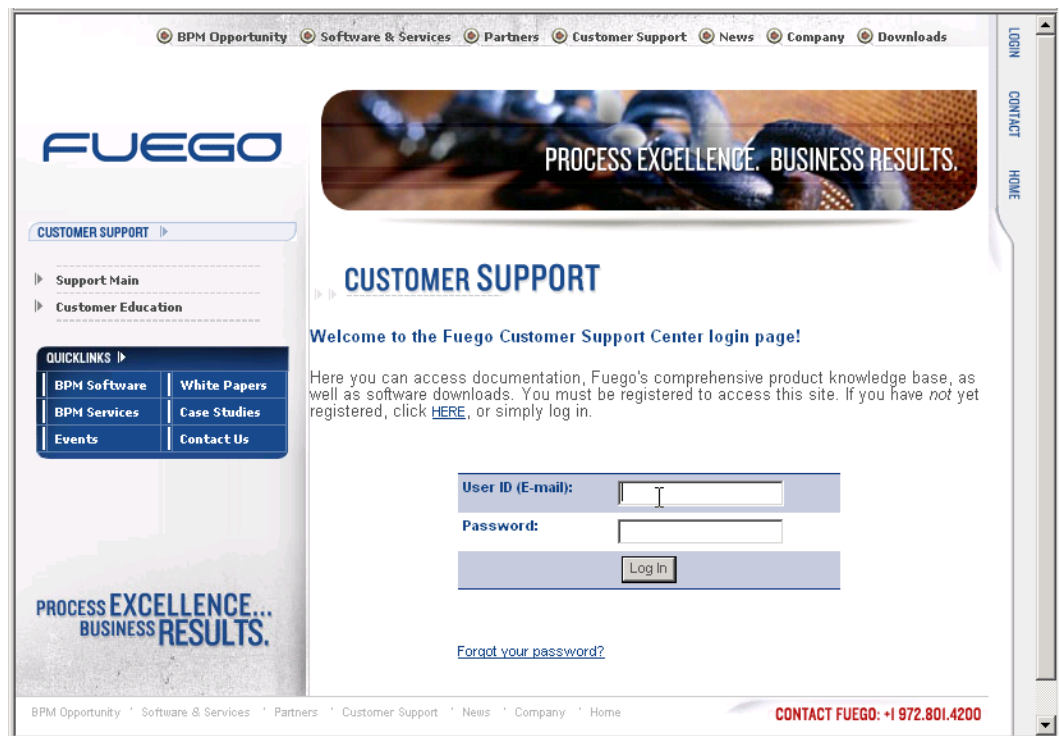 BPM Opportunity Software & Services Partners Customer Support News Company Downloads
LOGIN
CONTACT
HOME
FUEGO
PROCESS EXCELLENCE. BUSINESS RESULTS.
CUSTOMER SUPPORT
Support Main
Customer Education
QUICKLINKS
BPM Software White Papers
BPM Services Case Studies
Events Contact Us
PROCESS EXCELLENCE...
BUSINESS RESULTS.
CUSTOMER SUPPORT
Welcome to the Fuego Customer Support Center login page!
Here you can access documentation, Fuego's comprehensive product knowledge base, as
well as software downloads. You must be registered to access this site. If you have not yet
registered, click HERE, or simply log in.
User ID (E-mail):
Password:
Log In
Forgot your password?
BPM Opportunity ' Software & Services ' Partners ' Customer Support ' News ' Company ' Home
CONTACT FUEGO: +1 972.801.4200